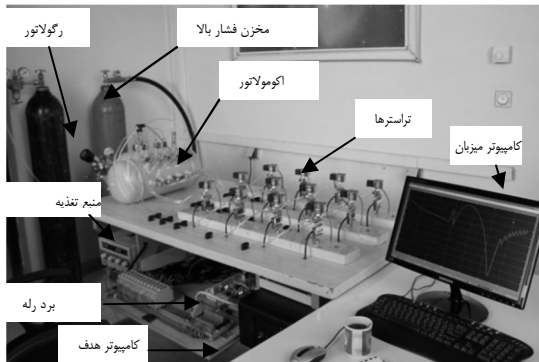 رگولاتور
مخزن فشار بالا
اکومولاتور
تراسترها
کامپیوتر میزبان
منبع تغذیه
برد رله
کامپیوتر هدف